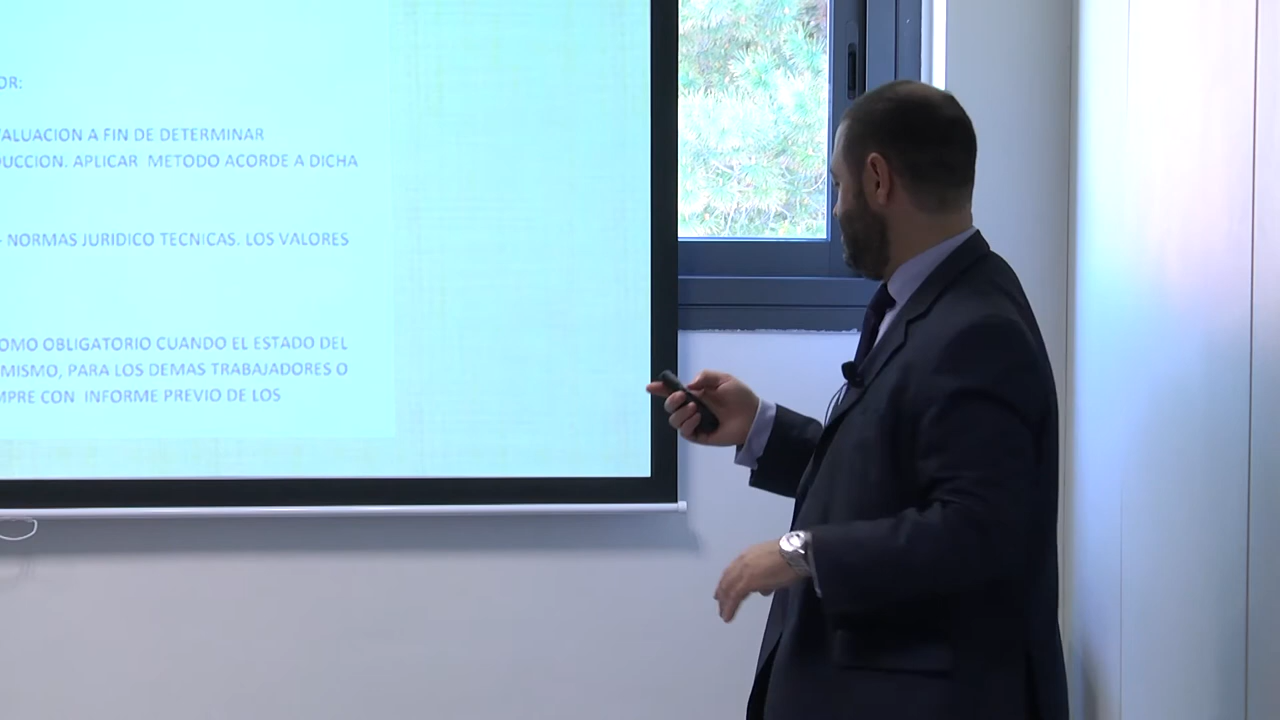 OR:
VALUACION A FIN DE DETERMINAR
DUCCION. APLICAR METODO ACORDE A DICHA
- NORMAS JURIDICO TECNICAS. LOS VALORES
OMO OBLIGATORIO CUANDO EL ESTADO DEL
MISMO, PARA LOS DEMAS TRABAJADORES O
MPRE CON INFORME PREVIO DE LOS